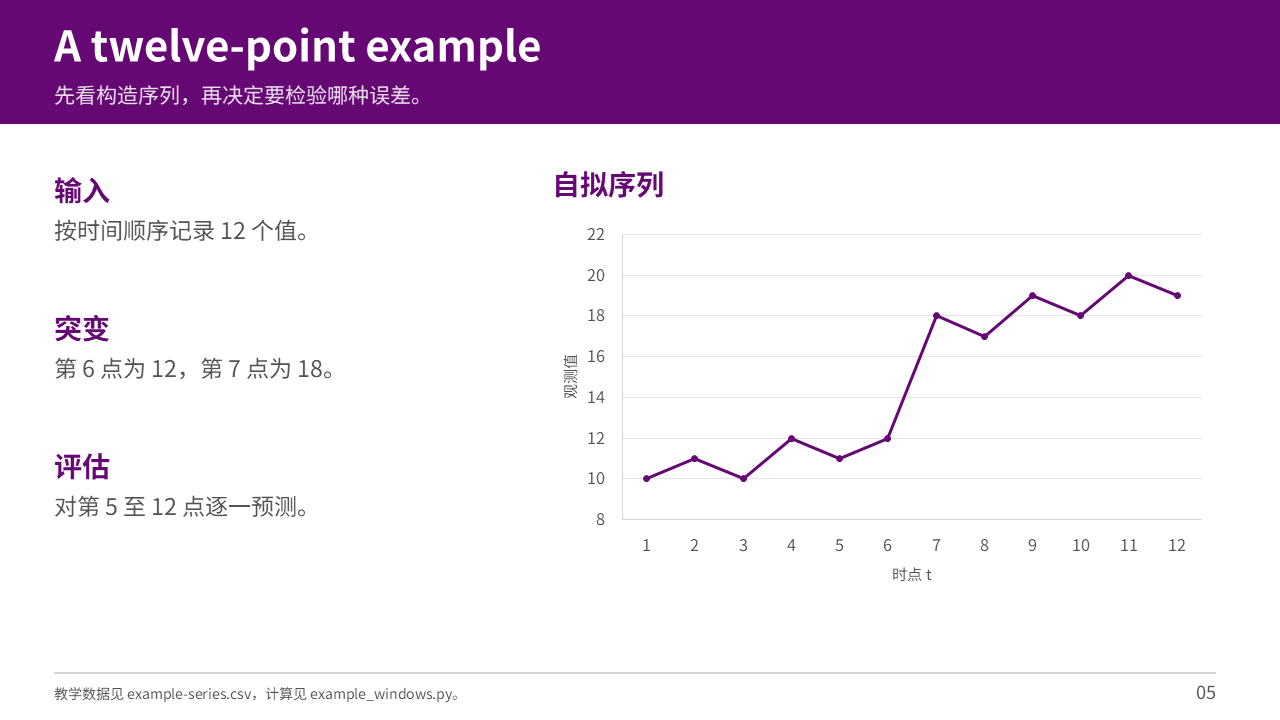 A twelve-point example
先看构造序列，再决定要检验哪种误差。
输入
按时间顺序记录 12 个值。
突变
第 6 点为 12，第 7 点为 18。
评估
对第 5 至 12 点逐一预测。
自拟序列
22
20
18
16
14
12
10
8
观测值
1 2 3 4 5 6 7 8 9 10 11 12
时点 t
教学数据见 example-series.csv，计算见 example_windows.py。
05